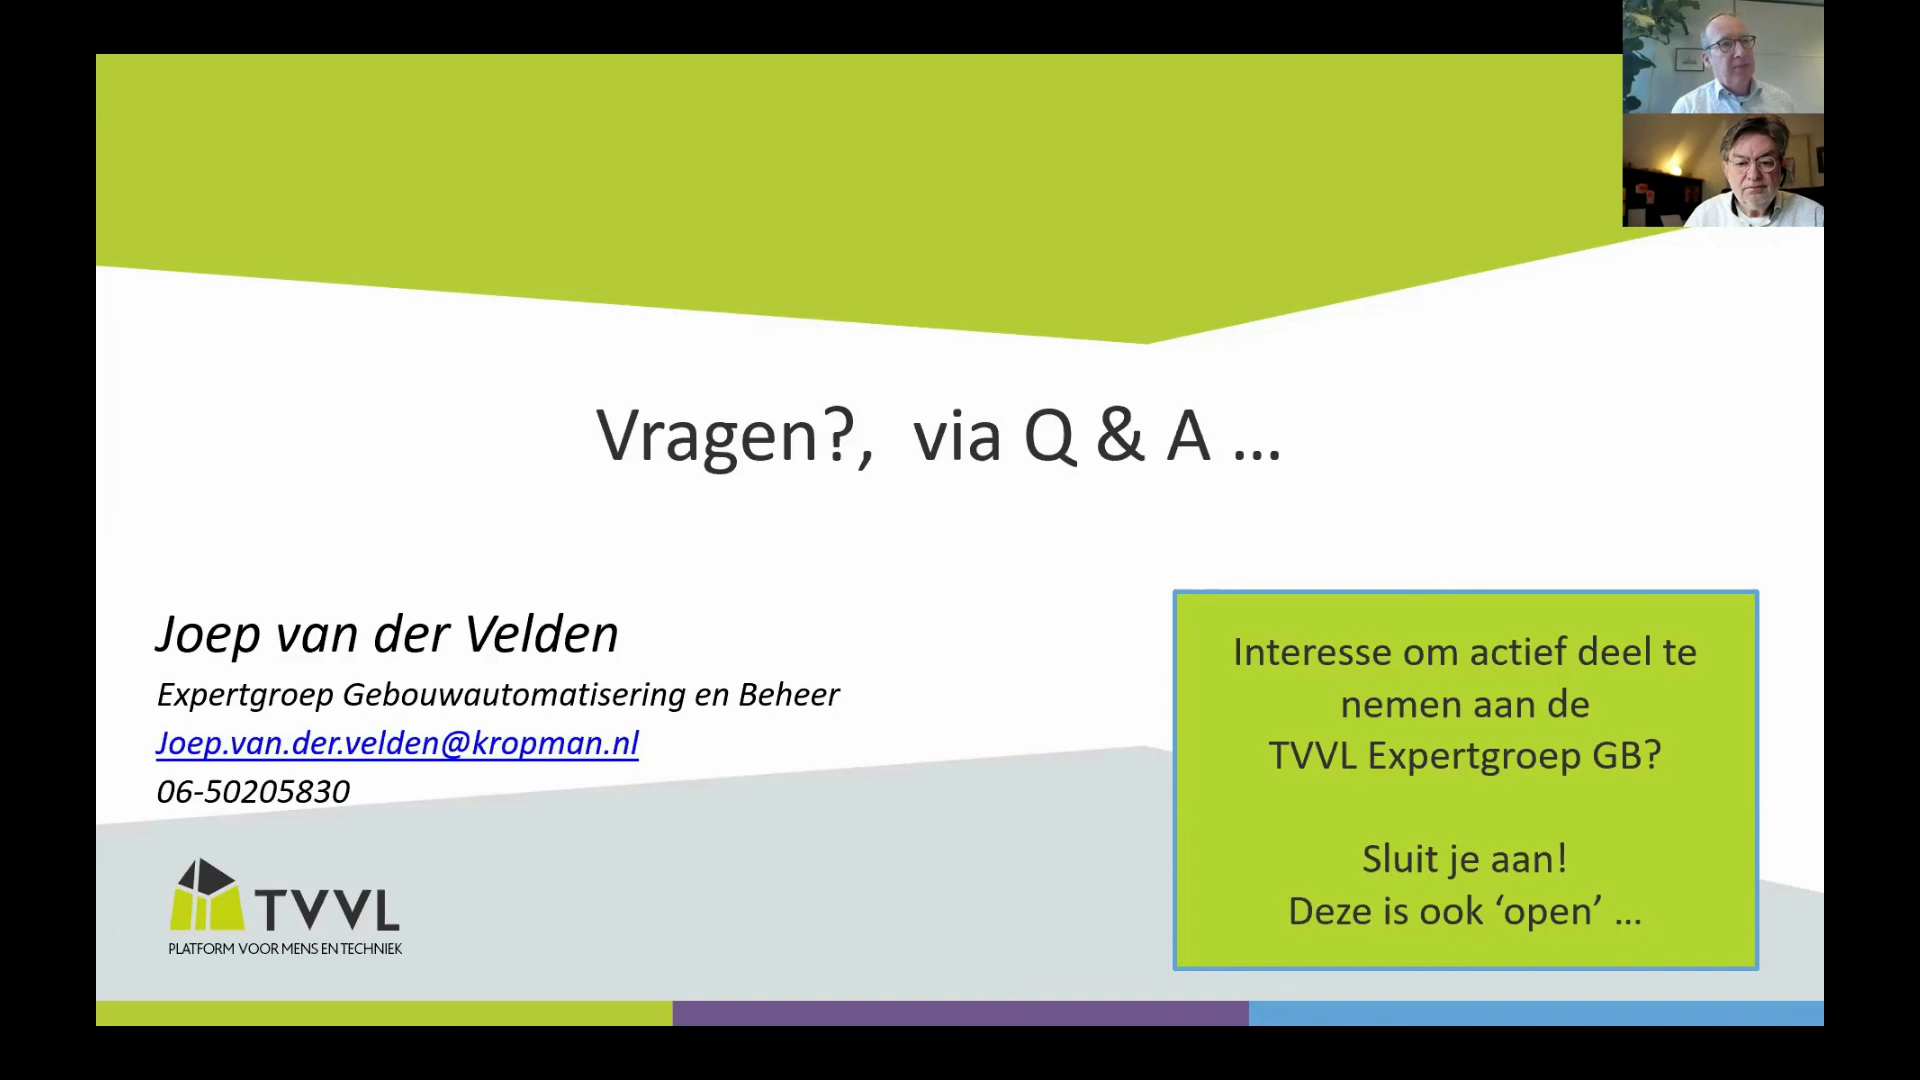 Vragen?, via Q & A ...
Joep van der Velden
Expertgroep Gebouwautomatisering en Beheer
Joep.van.der.velden@kropman.nl
06-50205830
TVVL
PLATFORM VOOR MENS EN TECHNIEK
Interesse om actief deel te
nemen aan de
TVVL Expertgroep GB?
Sluit je aan!
Deze is ook ‘open’ ...